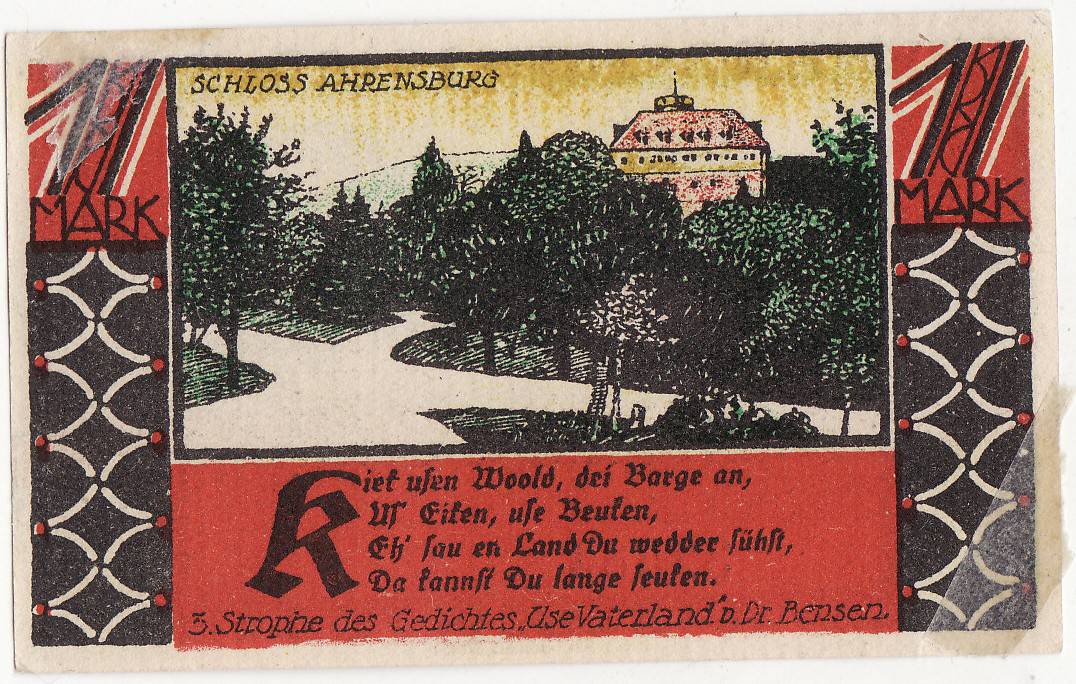 SCHLOSS AHRENSBURG
1
MARK
1
MARK
Kiek usen Woold, dei Barge an,
Us' Eiken, use Beuken,
Eh' sau en Land Du wedder sühst,
Da kannst Du lange seuken.
3. Strophe des Gedichtes „Use Vaterland" v. Dr. Bensen.